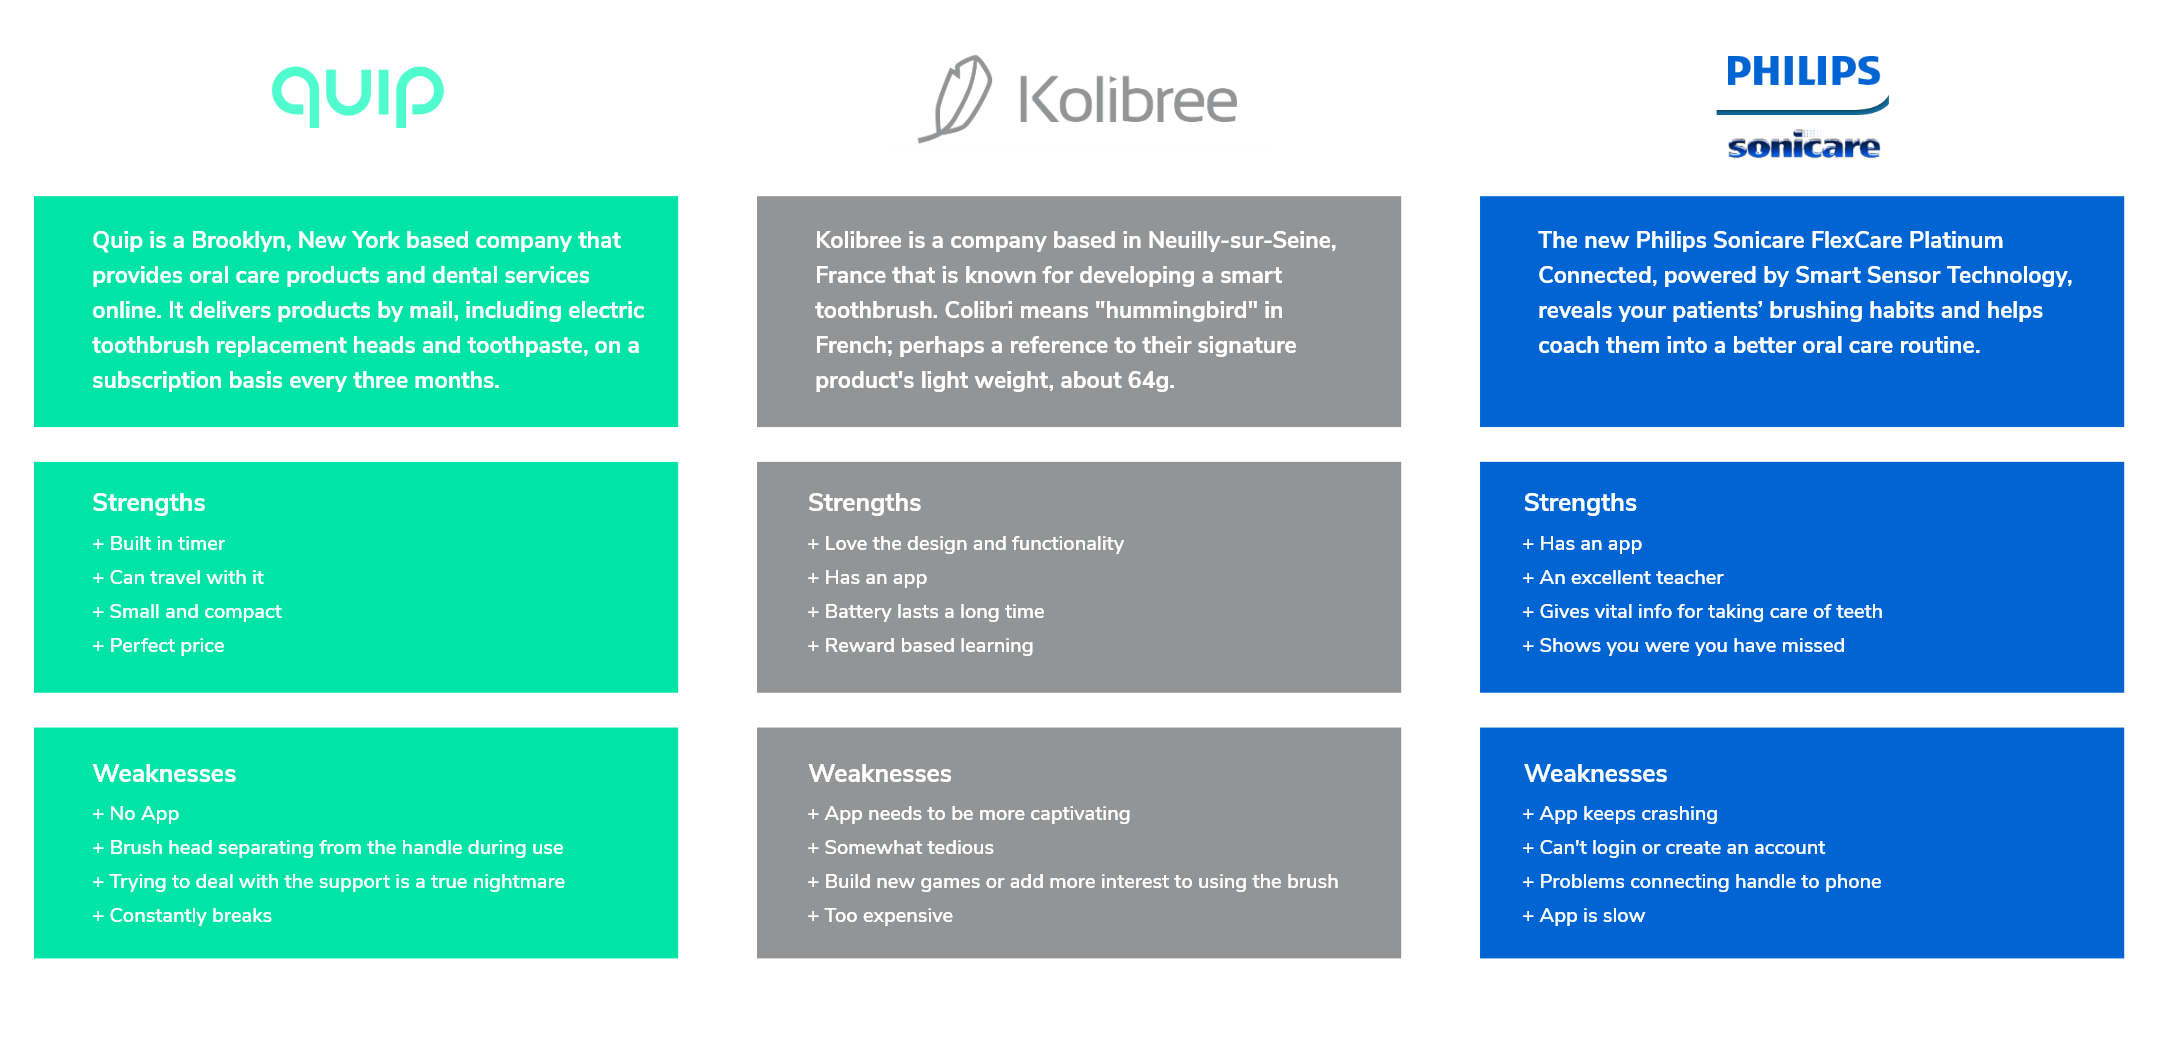 quip
Kolibree
PHILIPS
sonicare
Quip is a Brooklyn, New York based company that
provides oral care products and dental services
online. It delivers products by mail, including electric
toothbrush replacement heads and toothpaste, on a
subscription basis every three months.
Kolibree is a company based in Neuilly-sur-Seine,
France that is known for developing a smart
toothbrush. Colibri means "hummingbird" in
French; perhaps a reference to their signature
product's light weight, about 64g.
The new Philips Sonicare FlexCare Platinum
Connected, powered by Smart Sensor Technology,
reveals your patients’ brushing habits and helps
coach them into a better oral care routine.
Strengths
+ Built in timer
+ Can travel with it
+ Small and compact
+ Perfect price
Strengths
+ Love the design and functionality
+ Has an app
+ Battery lasts a long time
+ Reward based learning
Strengths
+ Has an app
+ An excellent teacher
+ Gives vital info for taking care of teeth
+ Shows you were you have missed
Weaknesses
+ No App
+ Brush head separating from the handle during use
+ Trying to deal with the support is a true nightmare
+ Constantly breaks
Weaknesses
+ App needs to be more captivating
+ Somewhat tedious
+ Build new games or add more interest to using the brush
+ Too expensive
Weaknesses
+ App keeps crashing
+ Can't login or create an account
+ Problems connecting handle to phone
+ App is slow